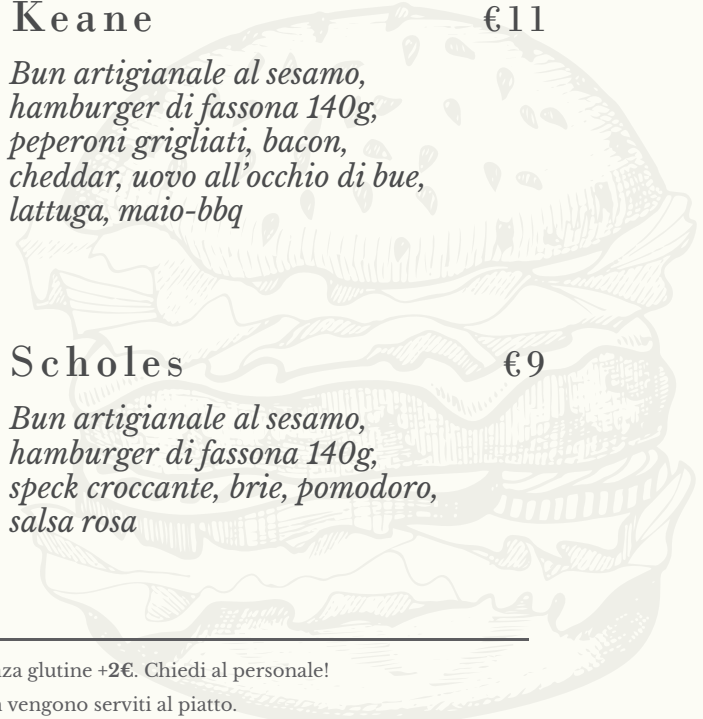 Keane €11
Bun artigianale al sesamo,
hamburger di fassona 140g,
peperoni grigliati, bacon,
cheddar, uovo all’occhio di bue,
lattuga, maio-bbq
Scholes €9
Bun artigianale al sesamo,
hamburger di fassona 140g,
speck croccante, brie, pomodoro,
salsa rosa
glutine +2€. Chiedi al personale!
vengono serviti al piatto.